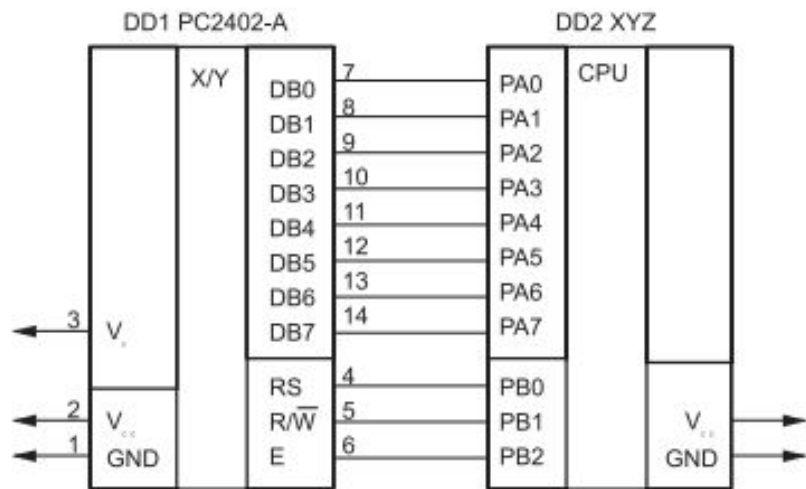 DD1 PC2402-A
DD2 XYZ
X/Y
CPU
DB0 7 PA0
DB1 8 PA1
DB2 9 PA2
DB3 10 PA3
DB4 11 PA4
DB5 12 PA5
DB6 13 PA6
DB7 14 PA7
3
RS 4 PB0
2 Vcc R/W̅ 5 PB1 Vcc
1 GND E 6 PB2 GND